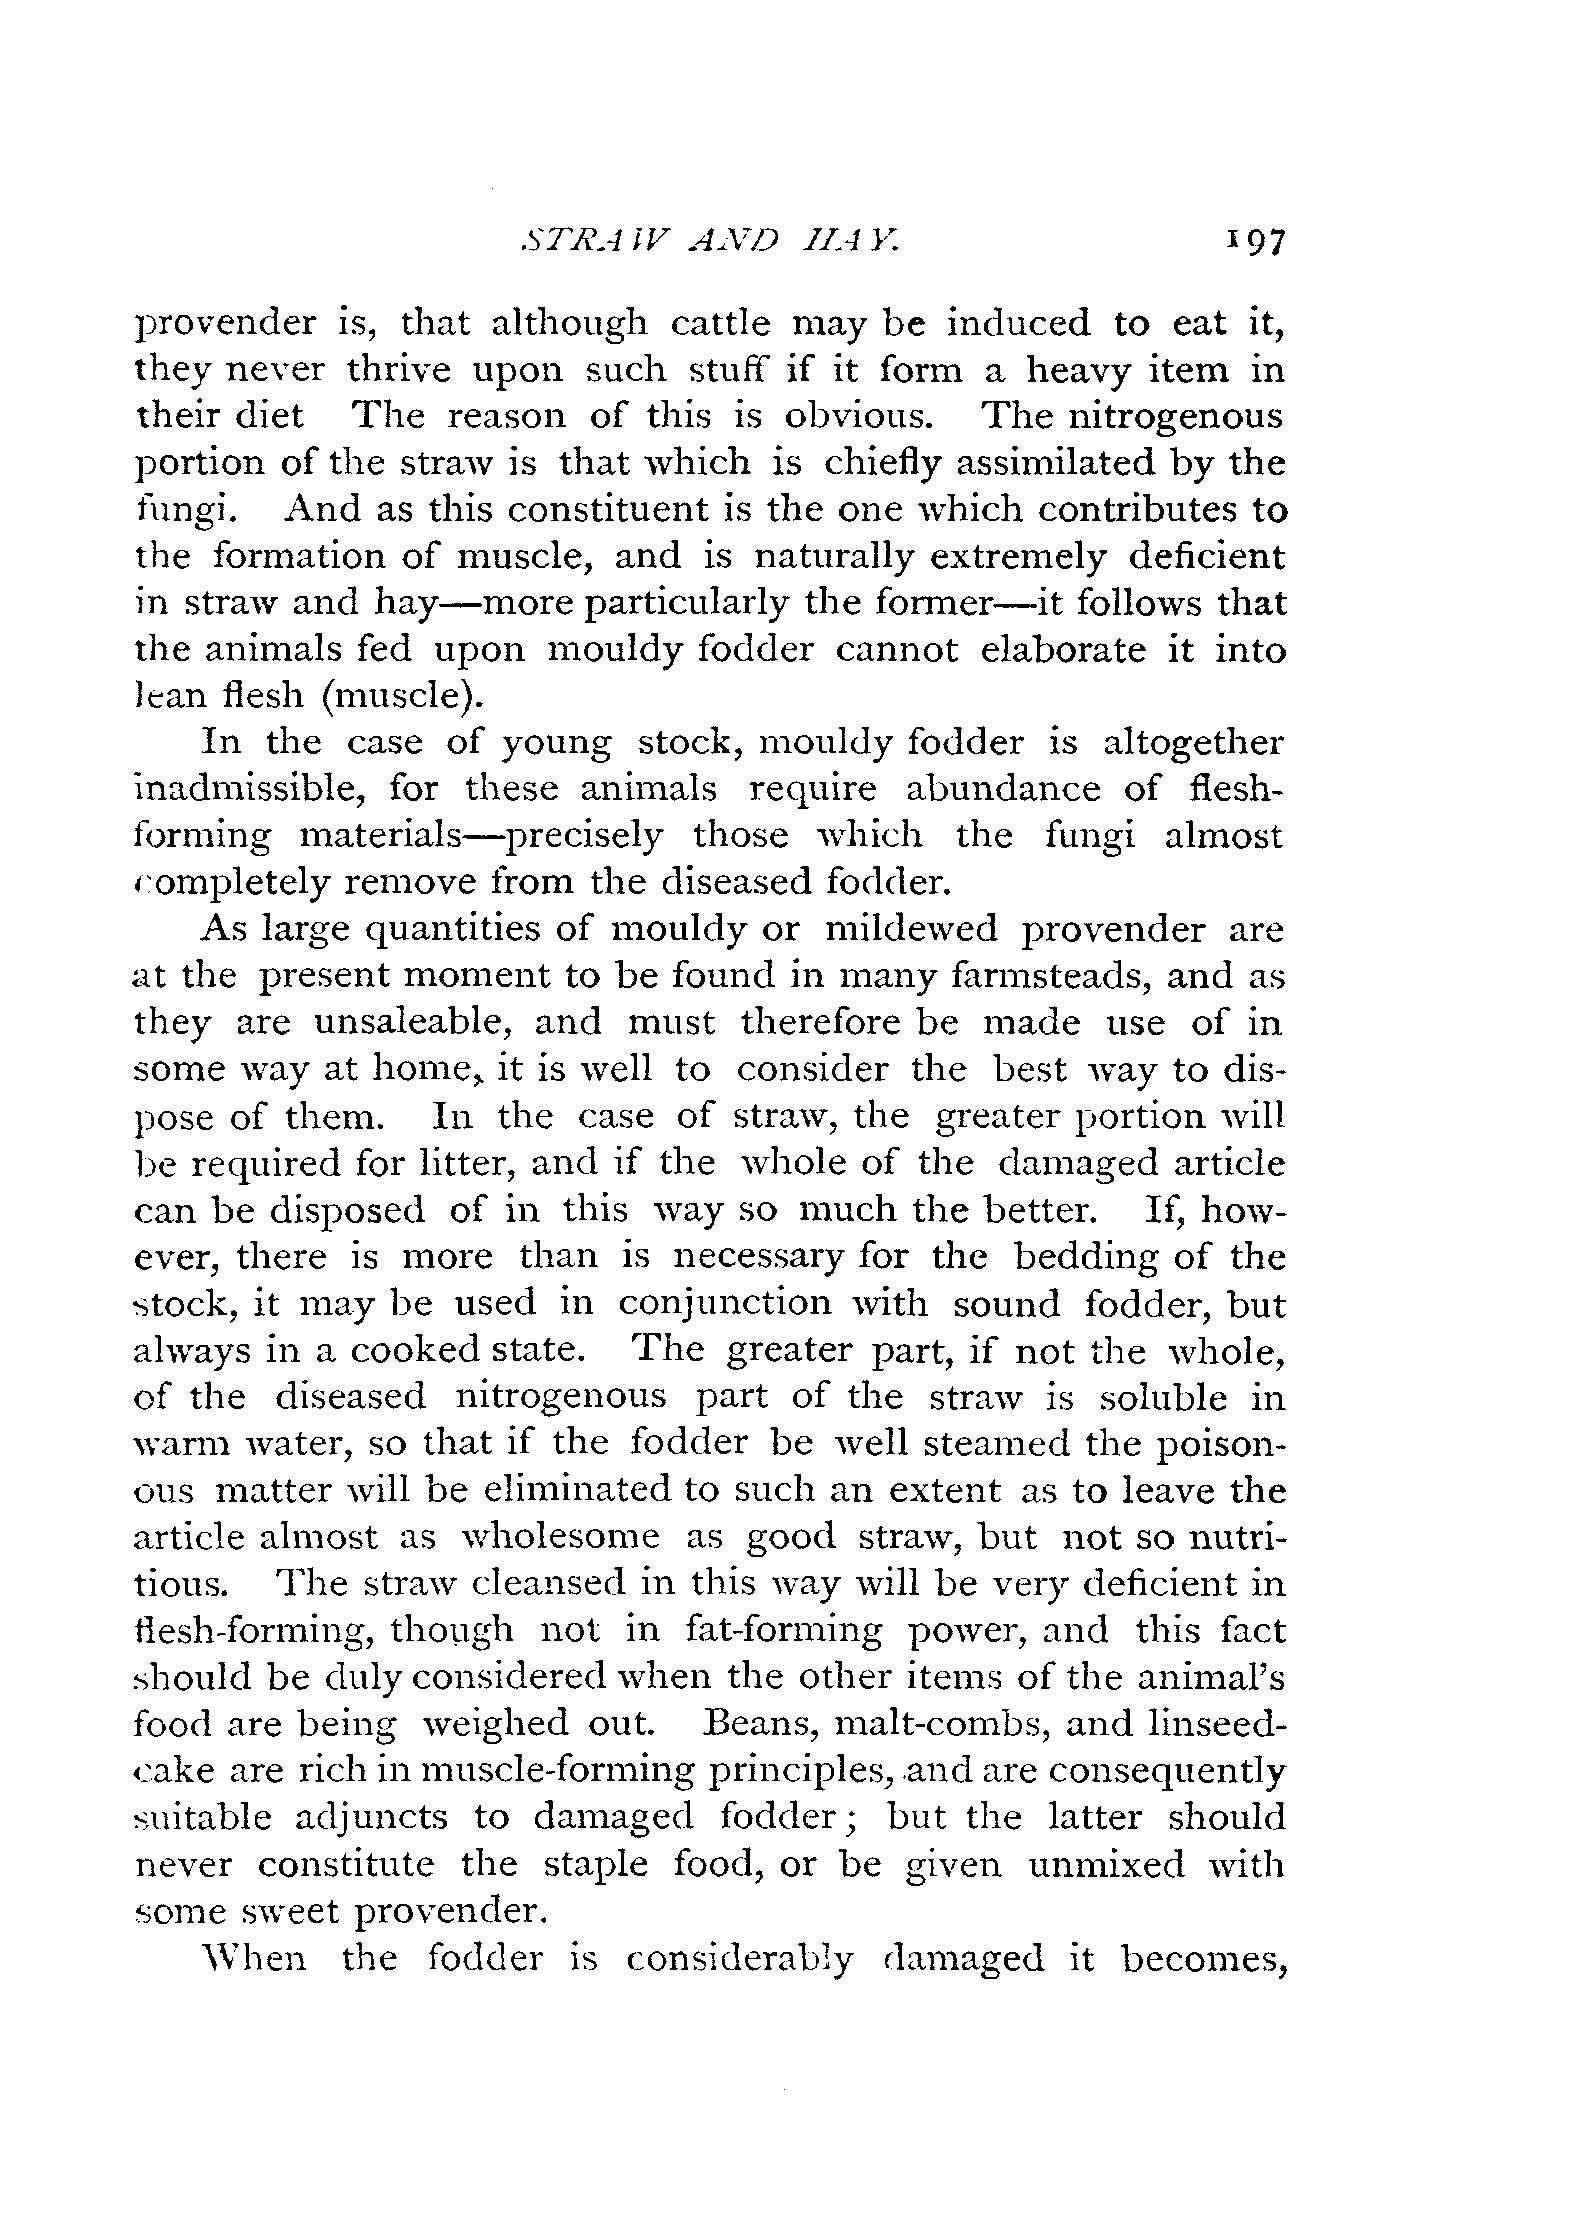 STRAW AND HAY. 197
provender is, that although cattle may be induced to eat it,
they never thrive upon such stuff if it form a heavy item in
their diet The reason of this is obvious. The nitrogenous
portion of the straw is that which is chiefly assimilated by the
fungi. And as this constituent is the one which contributes to
the formation of muscle, and is naturally extremely deficient
in straw and hay—more particularly the former—it follows that
the animals fed upon mouldy fodder cannot elaborate it into
lean flesh (muscle).
In the case of young stock, mouldy fodder is altogether
inadmissible, for these animals require abundance of flesh-
forming materials—precisely those which the fungi almost
completely remove from the diseased fodder.
As large quantities of mouldy or mildewed provender are
at the present moment to be found in many farmsteads, and as
they are unsaleable, and must therefore be made use of in
some way at home, it is well to consider the best way to dis-
pose of them. In the case of straw, the greater portion will
be required for litter, and if the whole of the damaged article
can be disposed of in this way so much the better. If, how-
ever, there is more than is necessary for the bedding of the
stock, it may be used in conjunction with sound fodder, but
always in a cooked state. The greater part, if not the whole,
of the diseased nitrogenous part of the straw is soluble in
warm water, so that if the fodder be well steamed the poison-
ous matter will be eliminated to such an extent as to leave the
article almost as wholesome as good straw, but not so nutri-
tious. The straw cleansed in this way will be very deficient in
flesh-forming, though not in fat-forming power, and this fact
should be duly considered when the other items of the animal's
food are being weighed out. Beans, malt-combs, and linseed-
cake are rich in muscle-forming principles, and are consequently
suitable adjuncts to damaged fodder; but the latter should
never constitute the staple food, or be given unmixed with
some sweet provender.
When the fodder is considerably damaged it becomes,